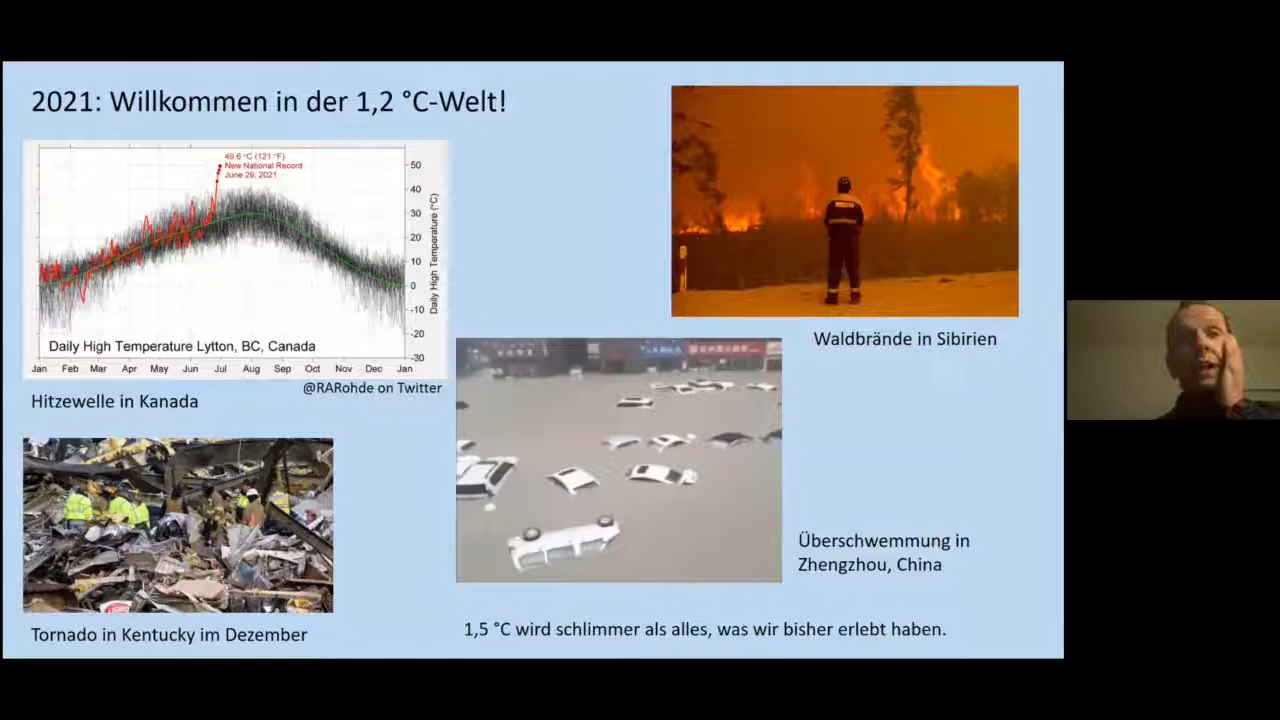 2021: Willkommen in der 1,2 °C-Welt!
49.6 °C (121 °F)
New National Record
June 29, 2021
50
40
30
20
10
0
-10
-20
-30
Daily High Temperature (°C)
Daily High Temperature Lytton, BC, Canada
Jan Feb Mar Apr May Jun Jul Aug Sep Oct Nov Dec Jan
@RARohde on Twitter
Hitzewelle in Kanada
Waldbrände in Sibirien
Überschwemmung in
Zhengzhou, China
Tornado in Kentucky im Dezember
1,5 °C wird schlimmer als alles, was wir bisher erlebt haben.